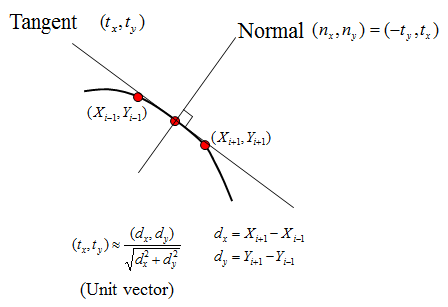 Tangent (t_x, t_y)
Normal (n_x, n_y) = (−t_y, t_x)
(X_{i−1}, Y_{i−1})
(X_{i+1}, Y_{i+1})
(t_x, t_y) ≈ (d_x, d_y) / √(d_x^2 + d_y^2)
d_x = X_{i+1} − X_{i−1}
d_y = Y_{i+1} − Y_{i−1}
(Unit vector)